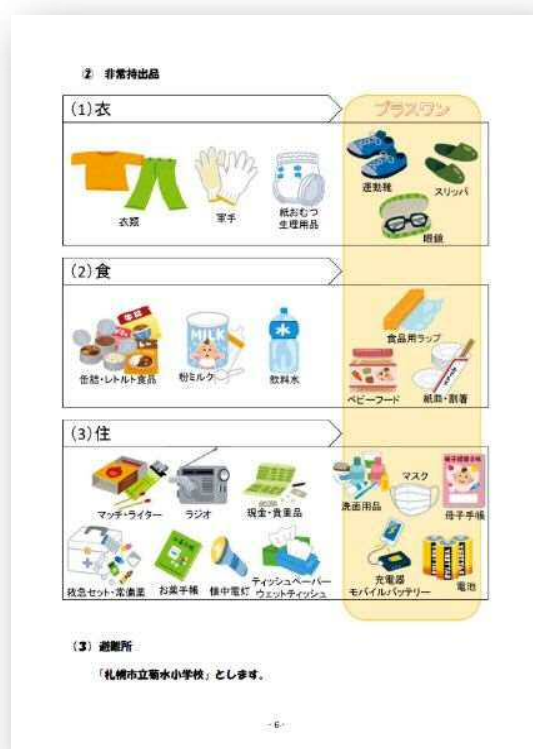 ② 非常持出品
(1)衣
プラスワン
衣類
軍手
紙おむつ
生理用品
運動靴
スリッパ
眼鏡
(2)食
缶詰・レトルト食品
MILK
粉ミルク
水
飲料水
食品用ラップ
ベビーフード
紙皿・割箸
(3)住
マッチ・ライター
ラジオ
現金・貴重品
洗面用品
マスク
母子手帳
救急セット・常備薬
お薬手帳
懐中電灯
ティッシュペーパー
ウェットティッシュ
充電器
モバイルバッテリー
電池
(3) 避難所
「札幌市立菊水小学校」とします。
- 6 -